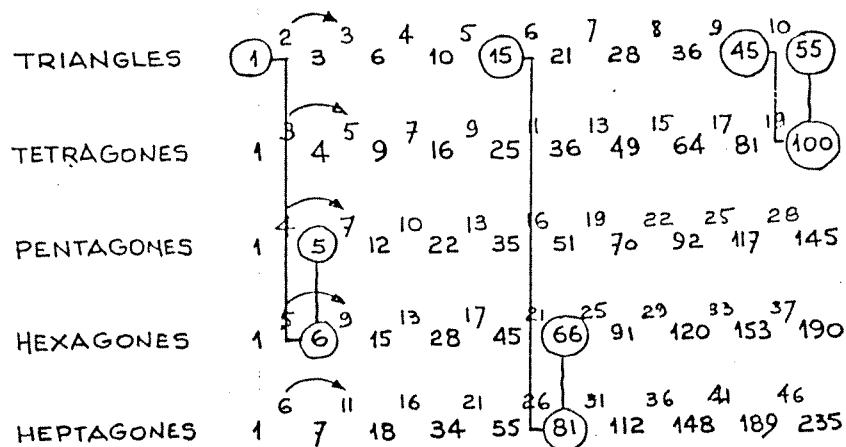 2 3 4 5 6 7 8 9 10
TRIANGLES 1 3 6 10 15 21 28 36 45 55
3 5 7 9 11 13 15 17 19
TETRAGONES 1 4 9 16 25 36 49 64 81 100
4 7 10 13 16 19 22 25 28
PENTAGONES 1 5 12 22 35 51 70 92 117 145
5 9 13 17 21 25 29 33 37
HEXAGONES 1 6 15 28 45 66 91 120 153 190
6 11 16 21 26 31 36 41 46
HEPTAGONES 1 7 18 34 55 81 112 148 189 235